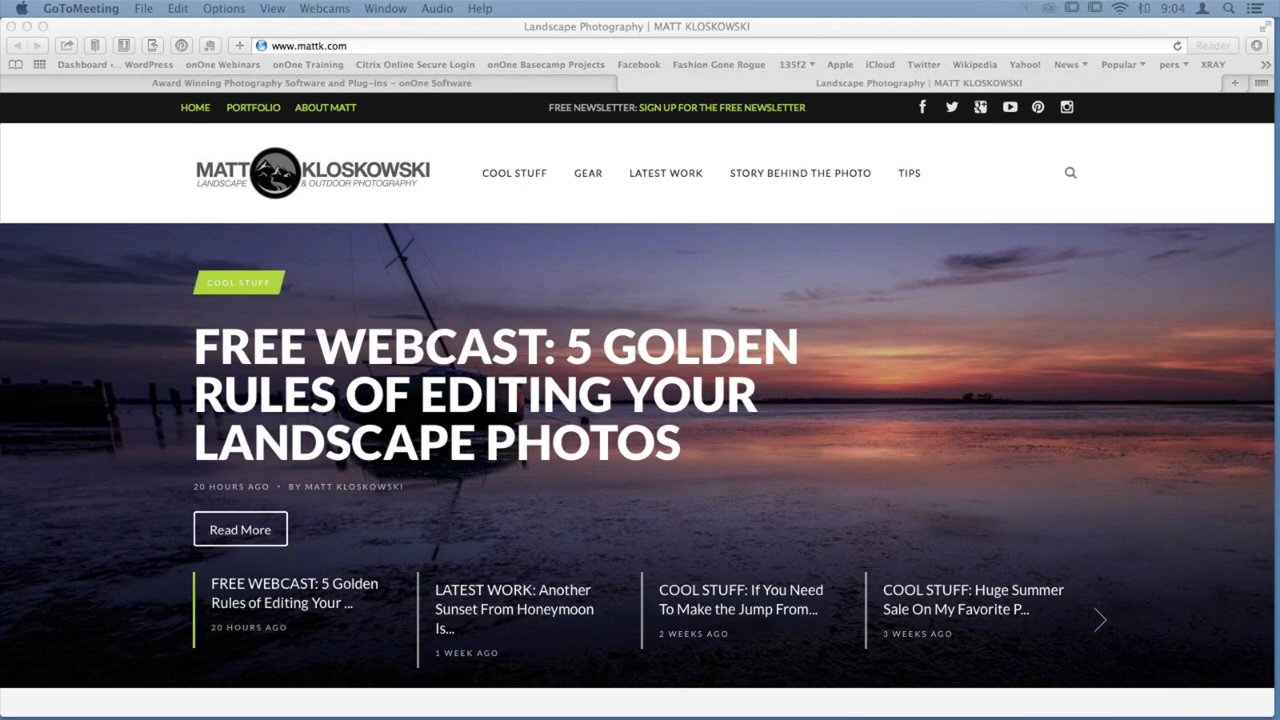 GoToMeeting File Edit Options View Webcams Window Audio Help 9:04
Landscape Photography | MATT KLOSKOWSKI
www.mattk.com Reader
Dashboard ‹... WordPress onOne Webinars onOne Training Citrix Online Secure Login onOne Basecamp Projects Facebook Fashion Gone Rogue 135f2 Apple iCloud Twitter Wikipedia Yahoo! News Popular pers XRAY
Award Winning Photography Software and Plug-ins – onOne Software Landscape Photography | MATT KLOSKOWSKI
HOME PORTFOLIO ABOUT MATT FREE NEWSLETTER: SIGN UP FOR THE FREE NEWSLETTER
MATT KLOSKOWSKI
LANDSCAPE & OUTDOOR PHOTOGRAPHY
COOL STUFF GEAR LATEST WORK STORY BEHIND THE PHOTO TIPS
COOL STUFF
FREE WEBCAST: 5 GOLDEN
RULES OF EDITING YOUR
LANDSCAPE PHOTOS
20 HOURS AGO • BY MATT KLOSKOWSKI
Read More
FREE WEBCAST: 5 Golden
Rules of Editing Your ...
20 HOURS AGO
LATEST WORK: Another
Sunset From Honeymoon
Is...
1 WEEK AGO
COOL STUFF: If You Need
To Make the Jump From...
2 WEEKS AGO
COOL STUFF: Huge Summer
Sale On My Favorite P...
3 WEEKS AGO